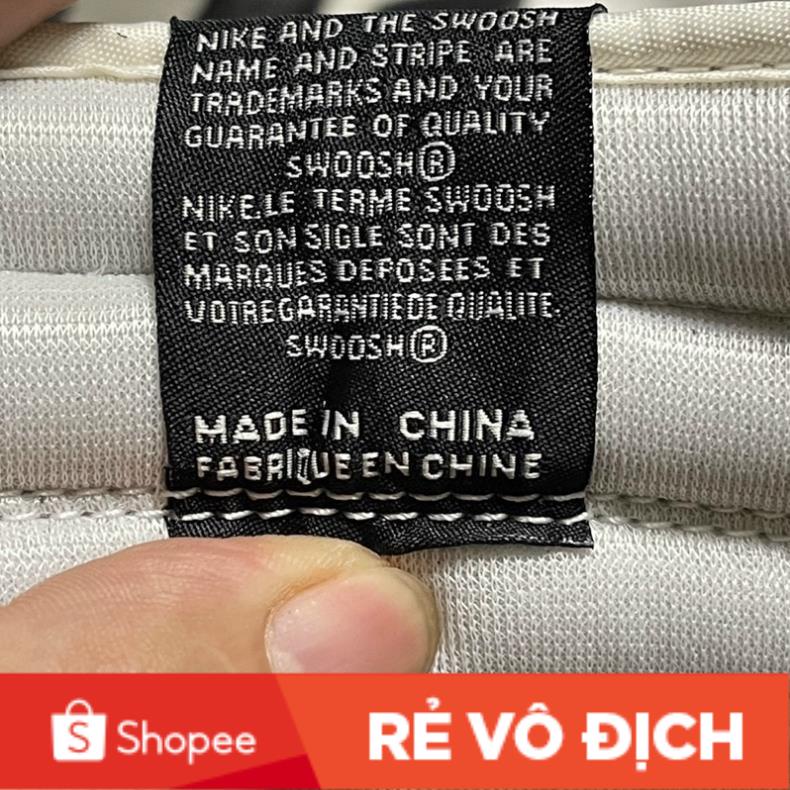 NIKE AND THE SWOOSH
NAME AND STRIPE ARE
TRADEMARKS AND YOUR
GUARANTEE OF QUALITY
SWOOSH®
NIKE.LE TERME SWOOSH
ET SON SIGLE SONT DES
MARQUES DEPOSEES ET
VOTREGARANTIEDE QUALITE.
SWOOSH®
MADE IN CHINA
FABRIQUE EN CHINE
Shopee
RẺ VÔ ĐỊCH